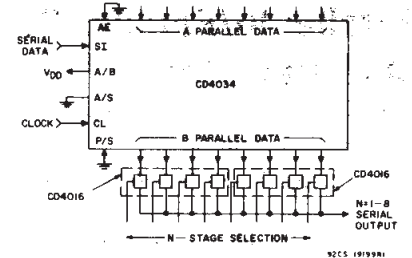 AE
A PARALLEL DATA
SERIAL
DATA
SI
VDD
A/B
CD4034
A/S
CLOCK
CL
P/S
B PARALLEL DATA
CD4016
CD4016
N=1-8
SERIAL
OUTPUT
N-STAGE SELECTION
92CS 19199RI